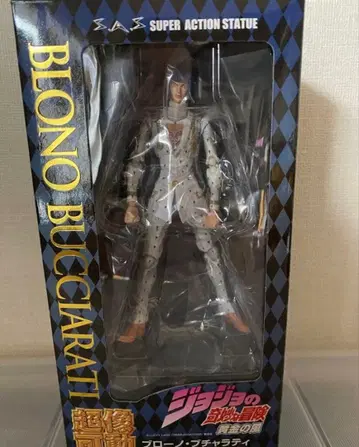 S.A.S SUPER ACTION STATUE
BLONO BUCCIARATI
超像可動
ジョジョの
奇妙な冒険
黄金の風
ブローノ・ブチャラティ